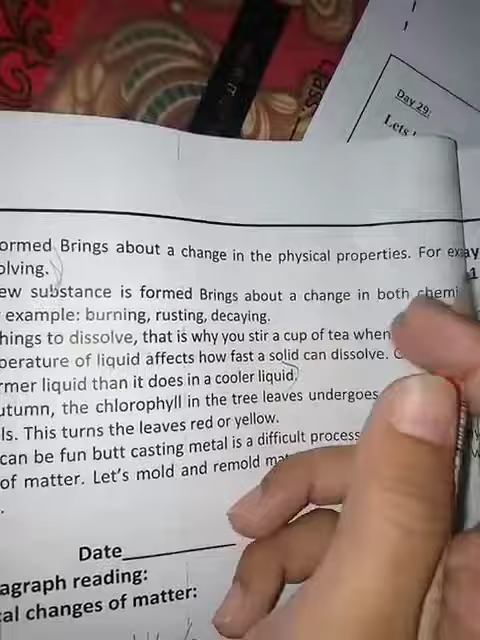 Day 29:
Lets
ormed Brings about a change in the physical properties. For exa
olving.
ew substance is formed Brings about a change in both chemi
example: burning, rusting, decaying.
hings to dissolve, that is why you stir a cup of tea when
perature of liquid affects how fast a solid can dissolve.
rmer liquid than it does in a cooler liquid.
utumn, the chlorophyll in the tree leaves undergoes
ls. This turns the leaves red or yellow.
can be fun butt casting metal is a difficult process
of matter. Let's mold and remold
Date
agraph reading:
al changes of matter: